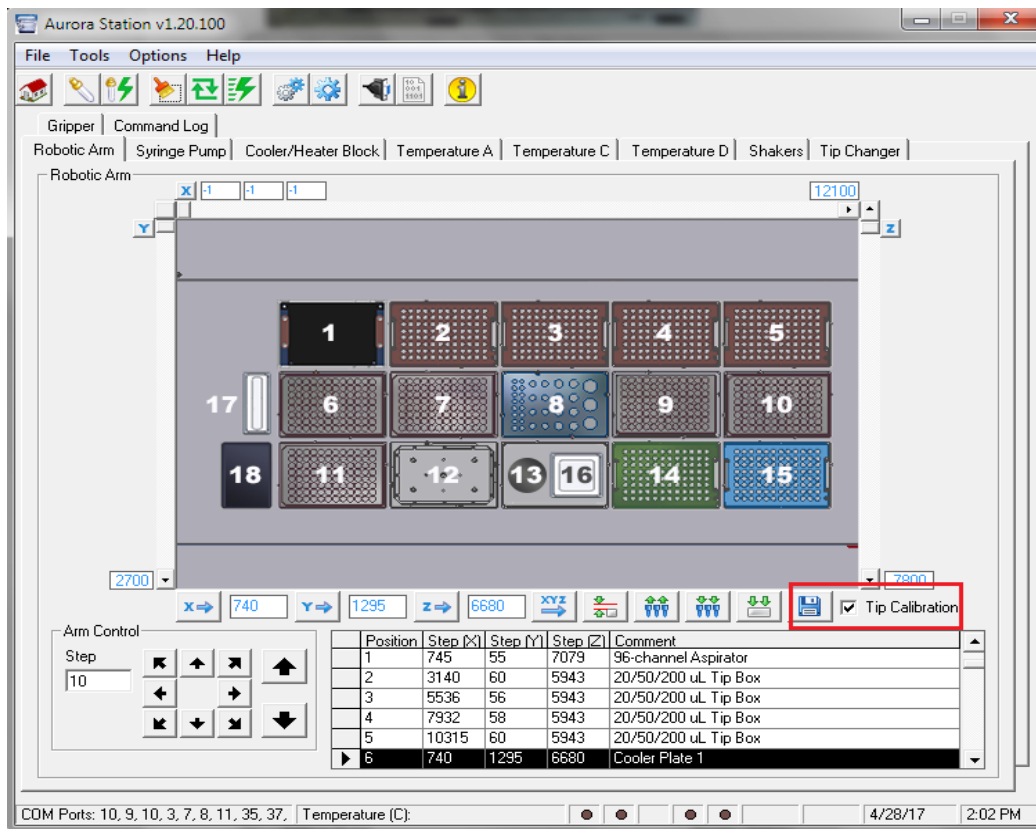 Aurora Station v1.20.100
File Tools Options Help
Gripper Command Log
Robotic Arm Syringe Pump Cooler/Heater Block Temperature A Temperature C Temperature D Shakers Tip Changer
Robotic Arm
X -1 -1 -1 12100
Y Z
1 2 3 4 5
17 6 7 8 9 10
18 11 12 13 16 14 15
2700 7800
X 740 Y 1295 Z 6680 XYZ Tip Calibration
Arm Control
Step
10
Position Step (X) Step (Y) Step (Z) Comment
1 745 55 7079 96-channel Aspirator
2 3140 60 5943 20/50/200 uL Tip Box
3 5536 56 5943 20/50/200 uL Tip Box
4 7932 58 5943 20/50/200 uL Tip Box
5 10315 60 5943 20/50/200 uL Tip Box
6 740 1295 6680 Cooler Plate 1
COM Ports: 10, 9, 10, 3, 7, 8, 11, 35, 37, Temperature (C): 4/28/17 2:02 PM